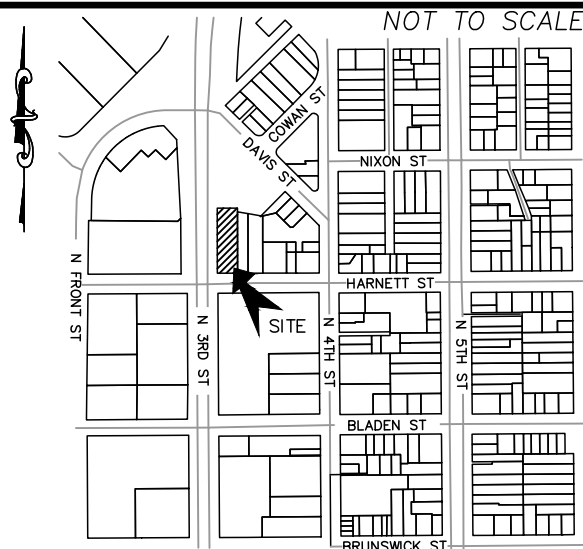 NOT TO SCALE
COWAN ST
DAVIS ST
NIXON ST
N FRONT ST
HARNETT ST
N 3RD ST
SITE
N 4TH ST
N 5TH ST
BLADEN ST
BRUNSWICK ST